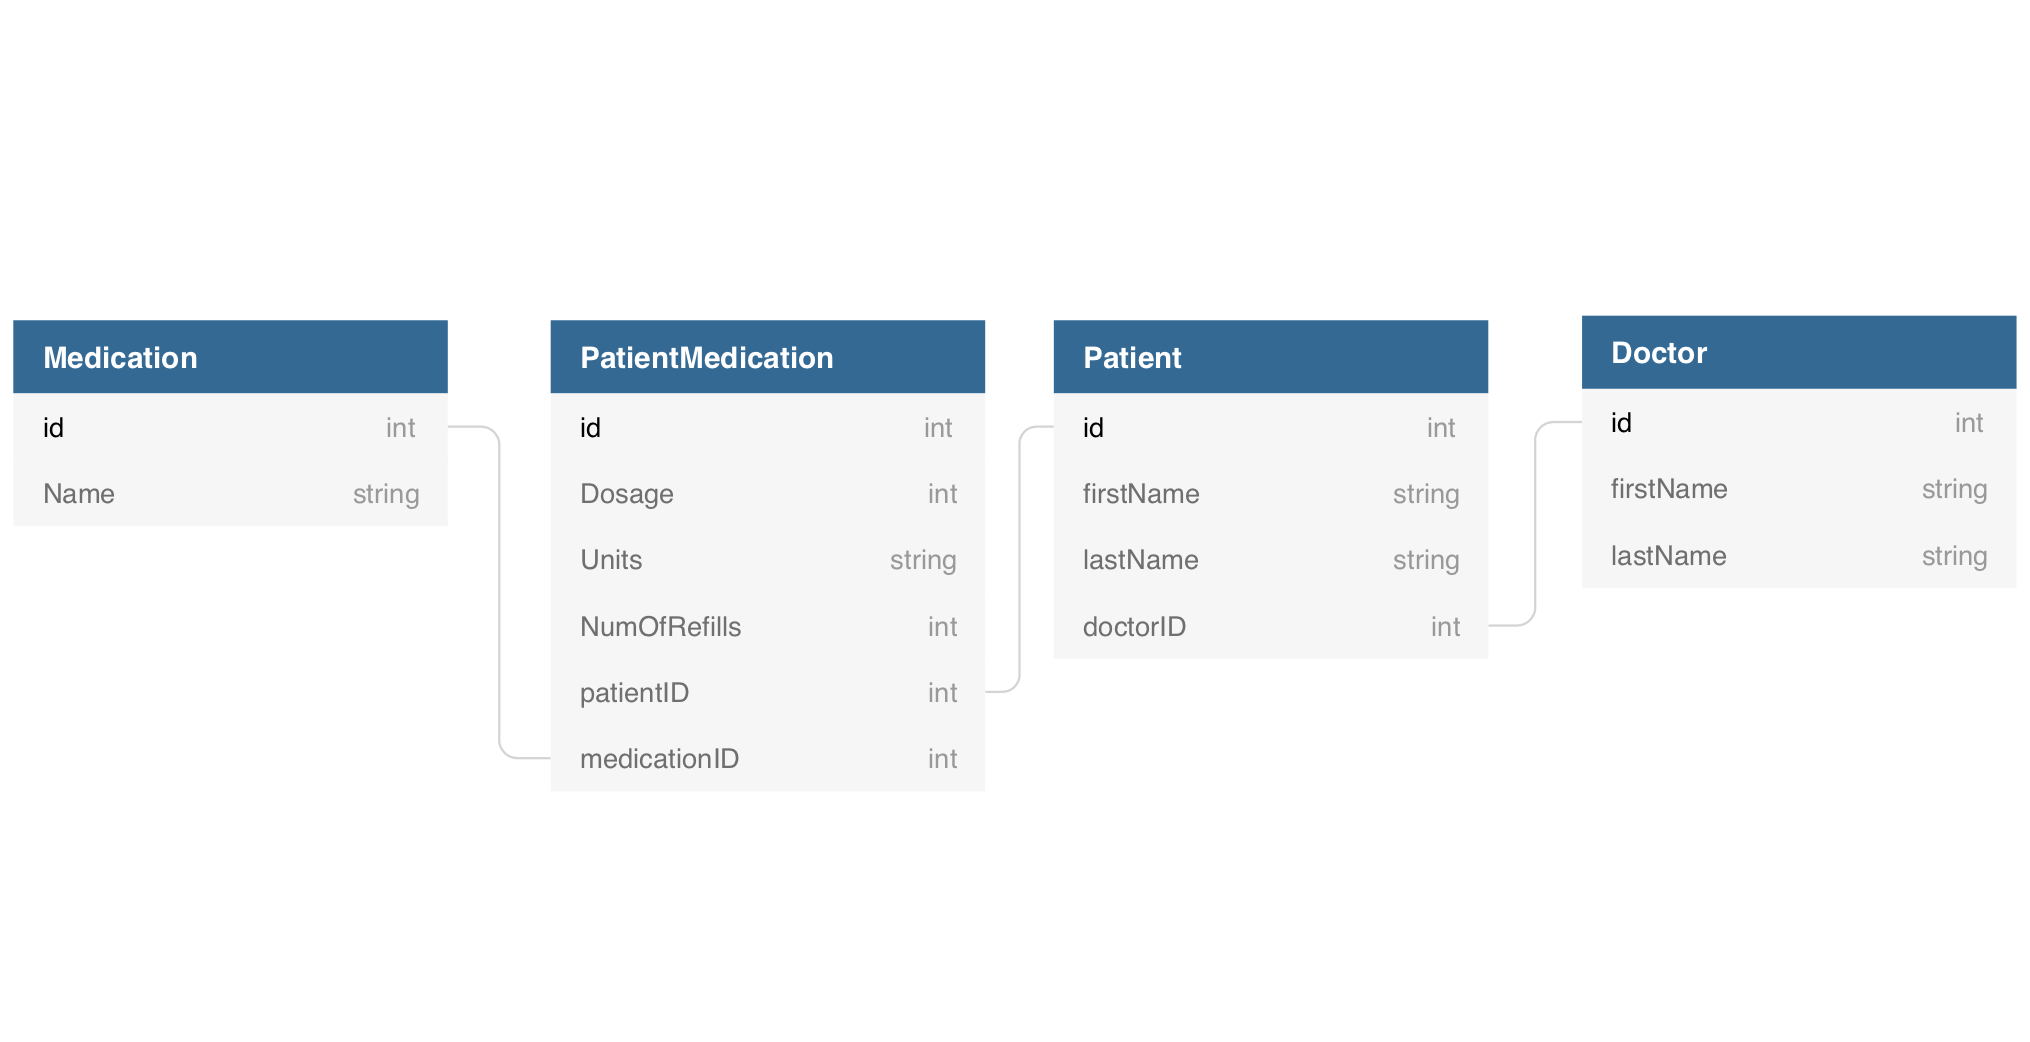 Medication
id int
Name string
PatientMedication
id int
Dosage int
Units string
NumOfRefills int
patientID int
medicationID int
Patient
id int
firstName string
lastName string
doctorID int
Doctor
id int
firstName string
lastName string